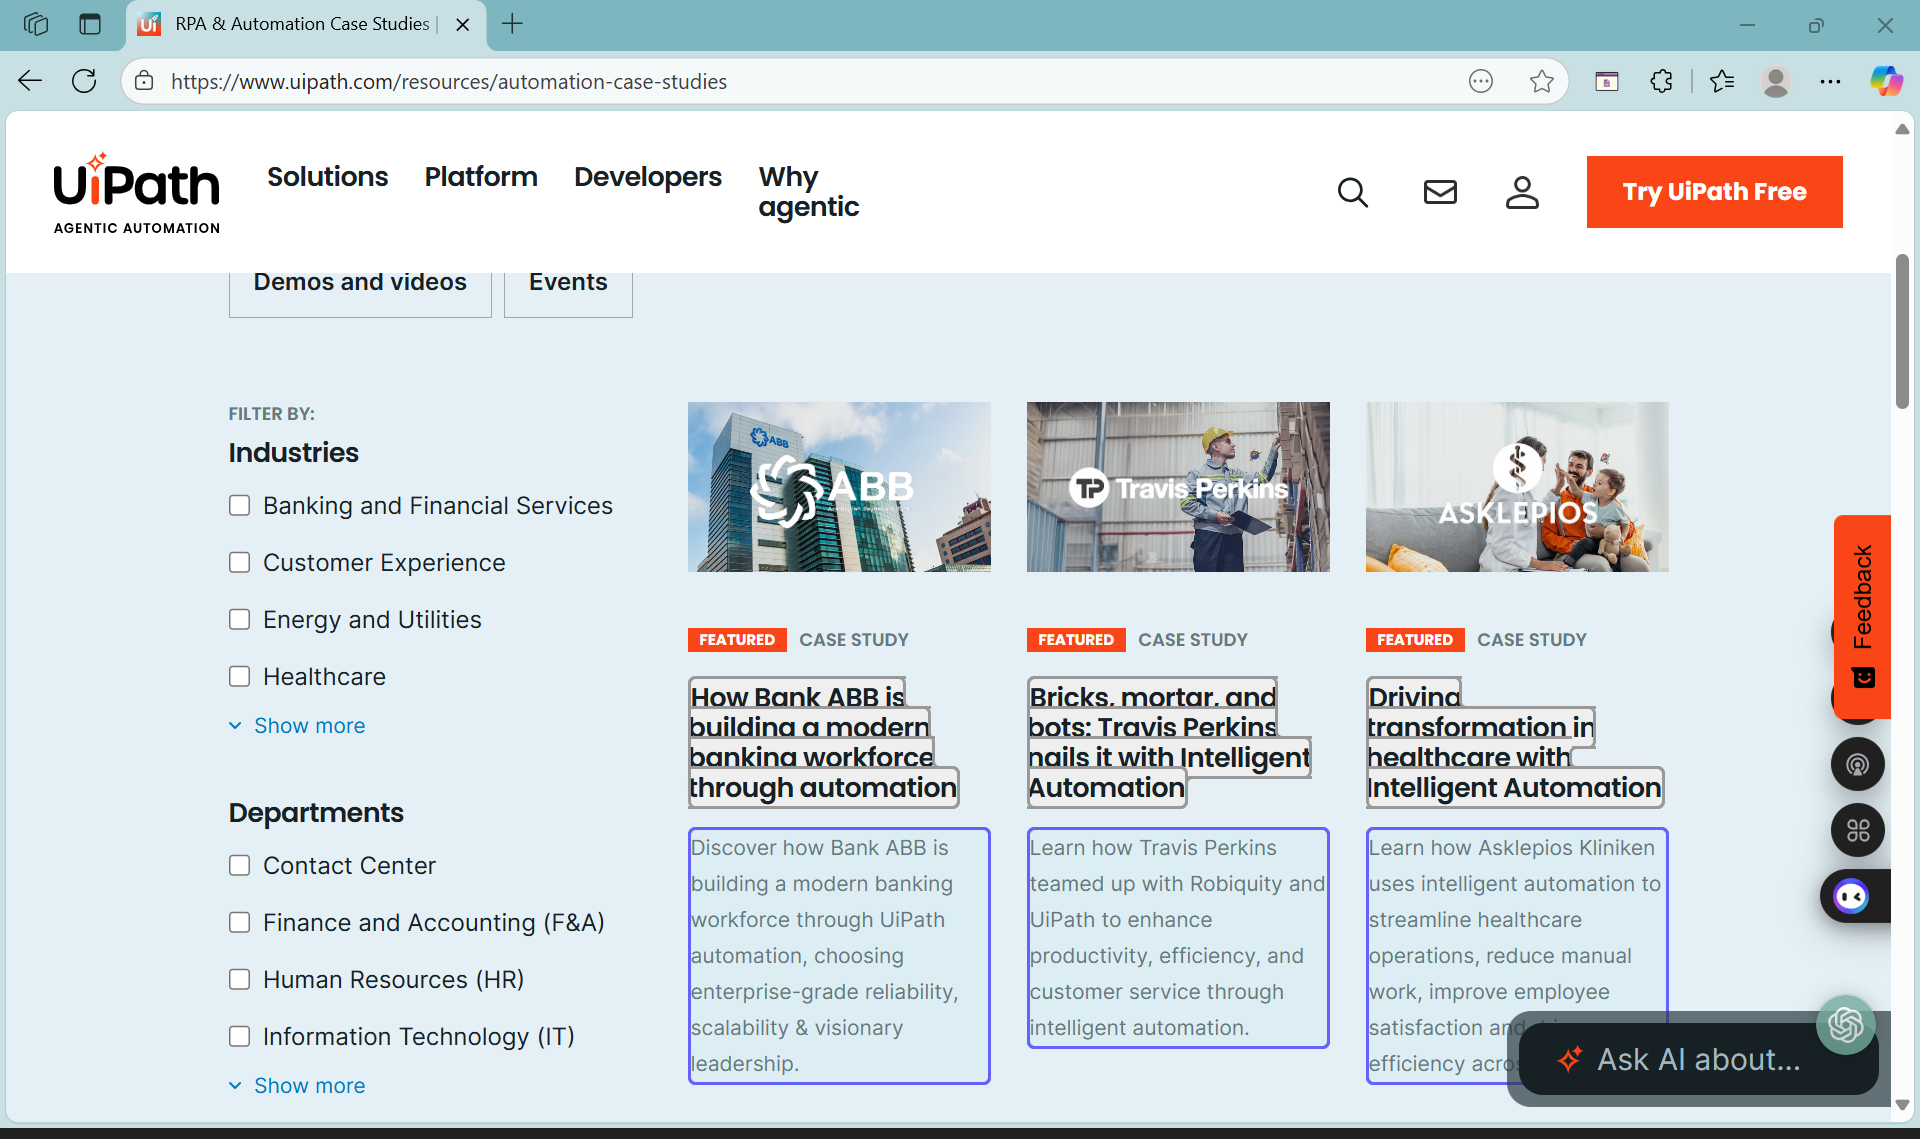 RPA & Automation Case Studies |
https://www.uipath.com/resources/automation-case-studies
UiPath
AGENTIC AUTOMATION
Solutions
Platform
Developers
Why
agentic
Try UiPath Free
Demos and videos
Events
FILTER BY:
Industries
Banking and Financial Services
Customer Experience
Energy and Utilities
Healthcare
Show more
Departments
Contact Center
Finance and Accounting (F&A)
Human Resources (HR)
Information Technology (IT)
Show more
ABB
ABB
FEATURED CASE STUDY
How Bank ABB is
building a modern
banking workforce
through automation
Discover how Bank ABB is
building a modern banking
workforce through UiPath
automation, choosing
enterprise-grade reliability,
scalability & visionary
leadership.
TP Travis Perkins
FEATURED CASE STUDY
Bricks, mortar, and
bots: Travis Perkins
nails it with Intelligent
Automation
Learn how Travis Perkins
teamed up with Robiquity and
UiPath to enhance
productivity, efficiency, and
customer service through
intelligent automation.
ASKLEPIOS
FEATURED CASE STUDY
Driving
transformation in
healthcare with
Intelligent Automation
Learn how Asklepios Kliniken
uses intelligent automation to
streamline healthcare
operations, reduce manual
work, improve employee
satisfaction and
efficiency
Feedback
Ask AI about...